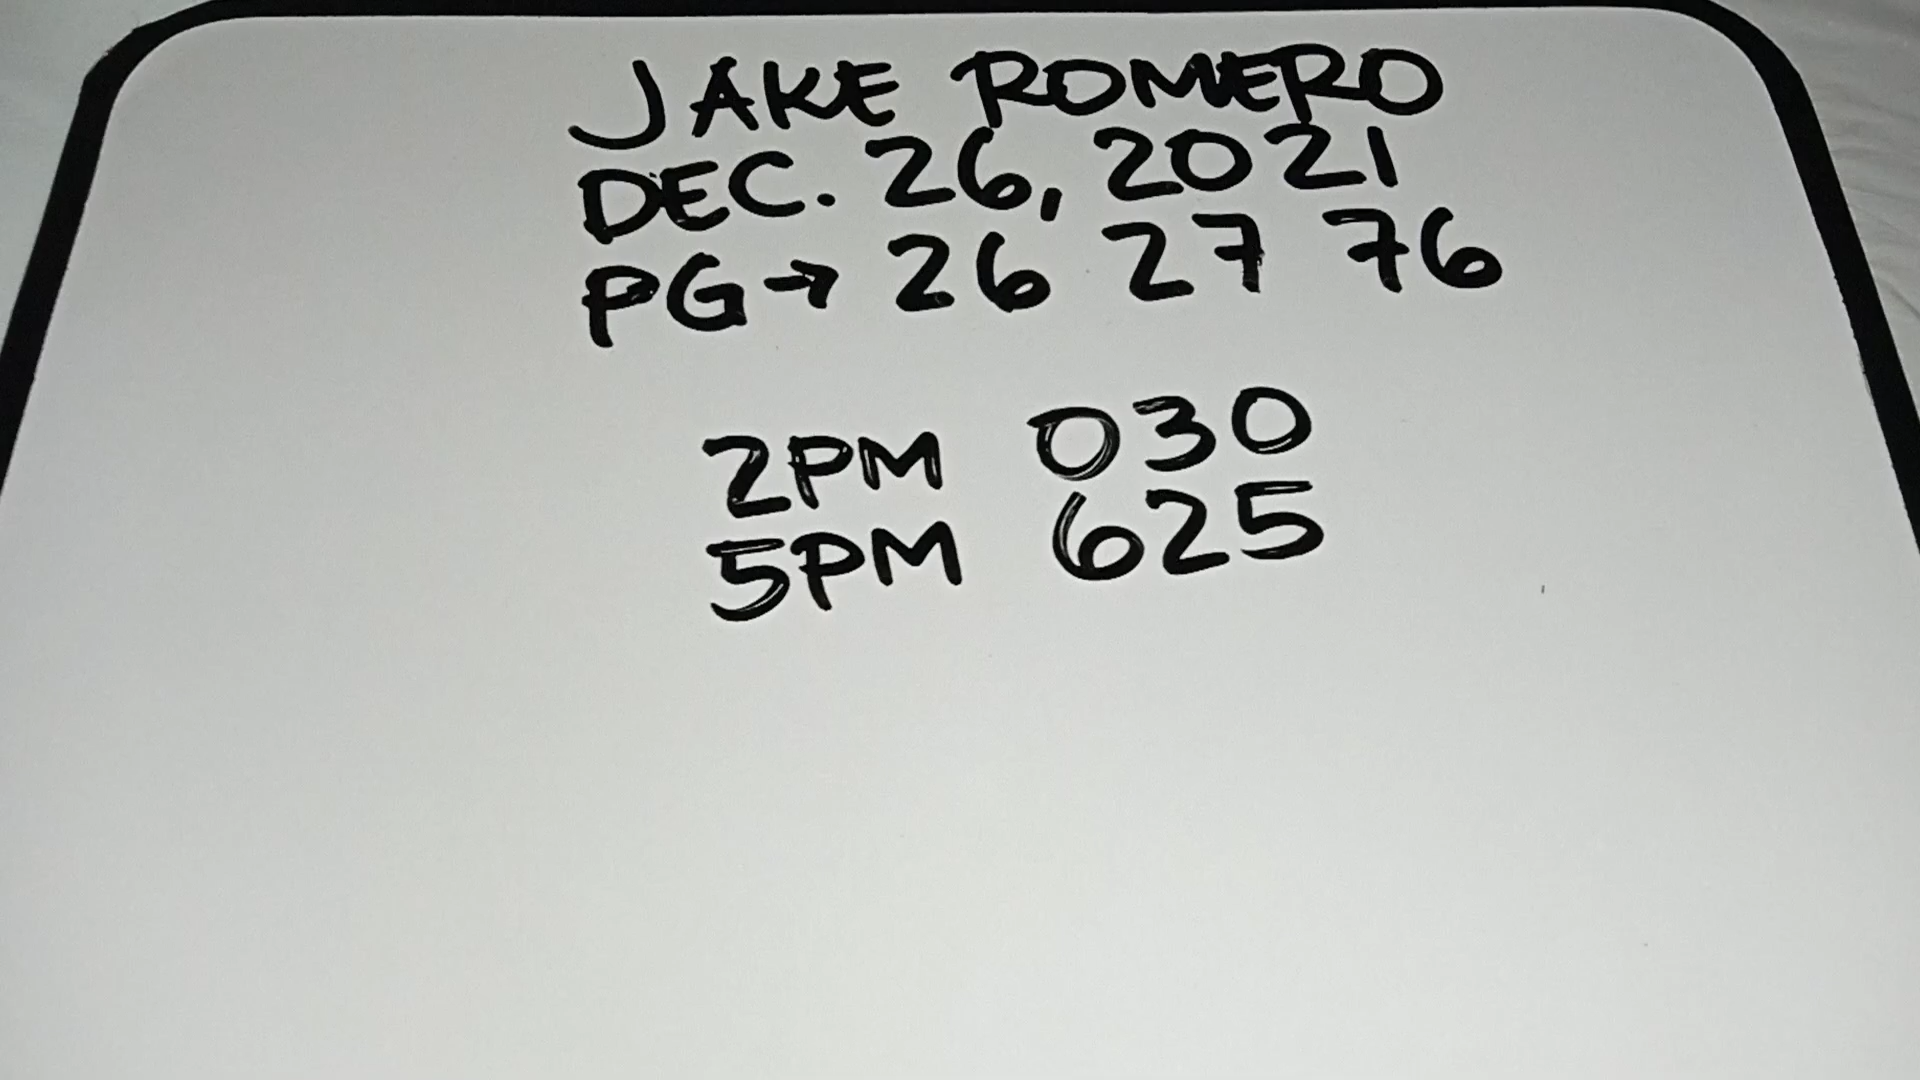 JAKE ROMERO
DEC. 26, 2021
PG→ 26 27 76
2PM 030
5PM 625